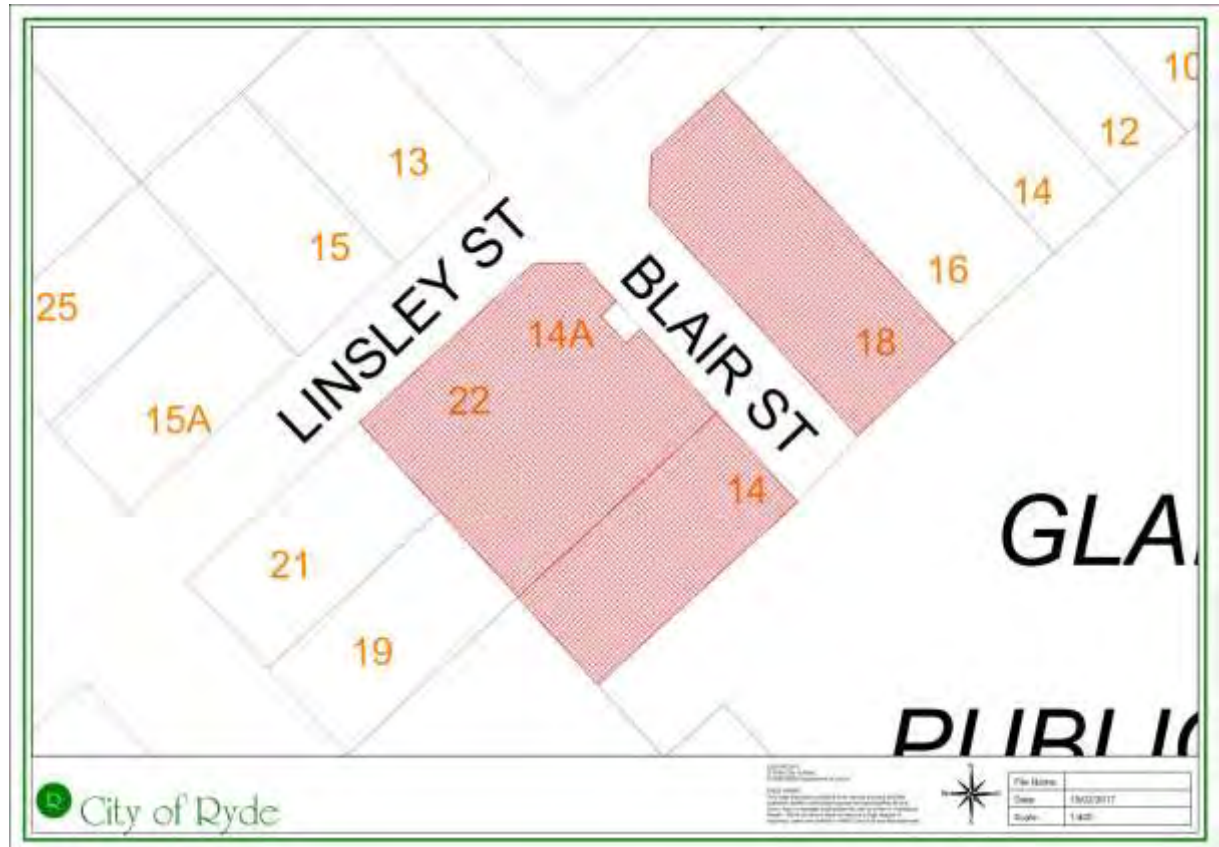 10
12
13
14
15
16
25
LINSLEY ST
BLAIR ST
14A
18
22
15A
14
GLA
21
19
PUBLIC
City of Ryde
File Name
Date
Scale